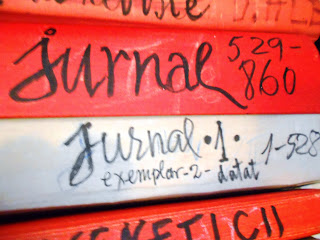 jurnal 529-
860
Jurnal·1· 1-528
exemplar-2-datat